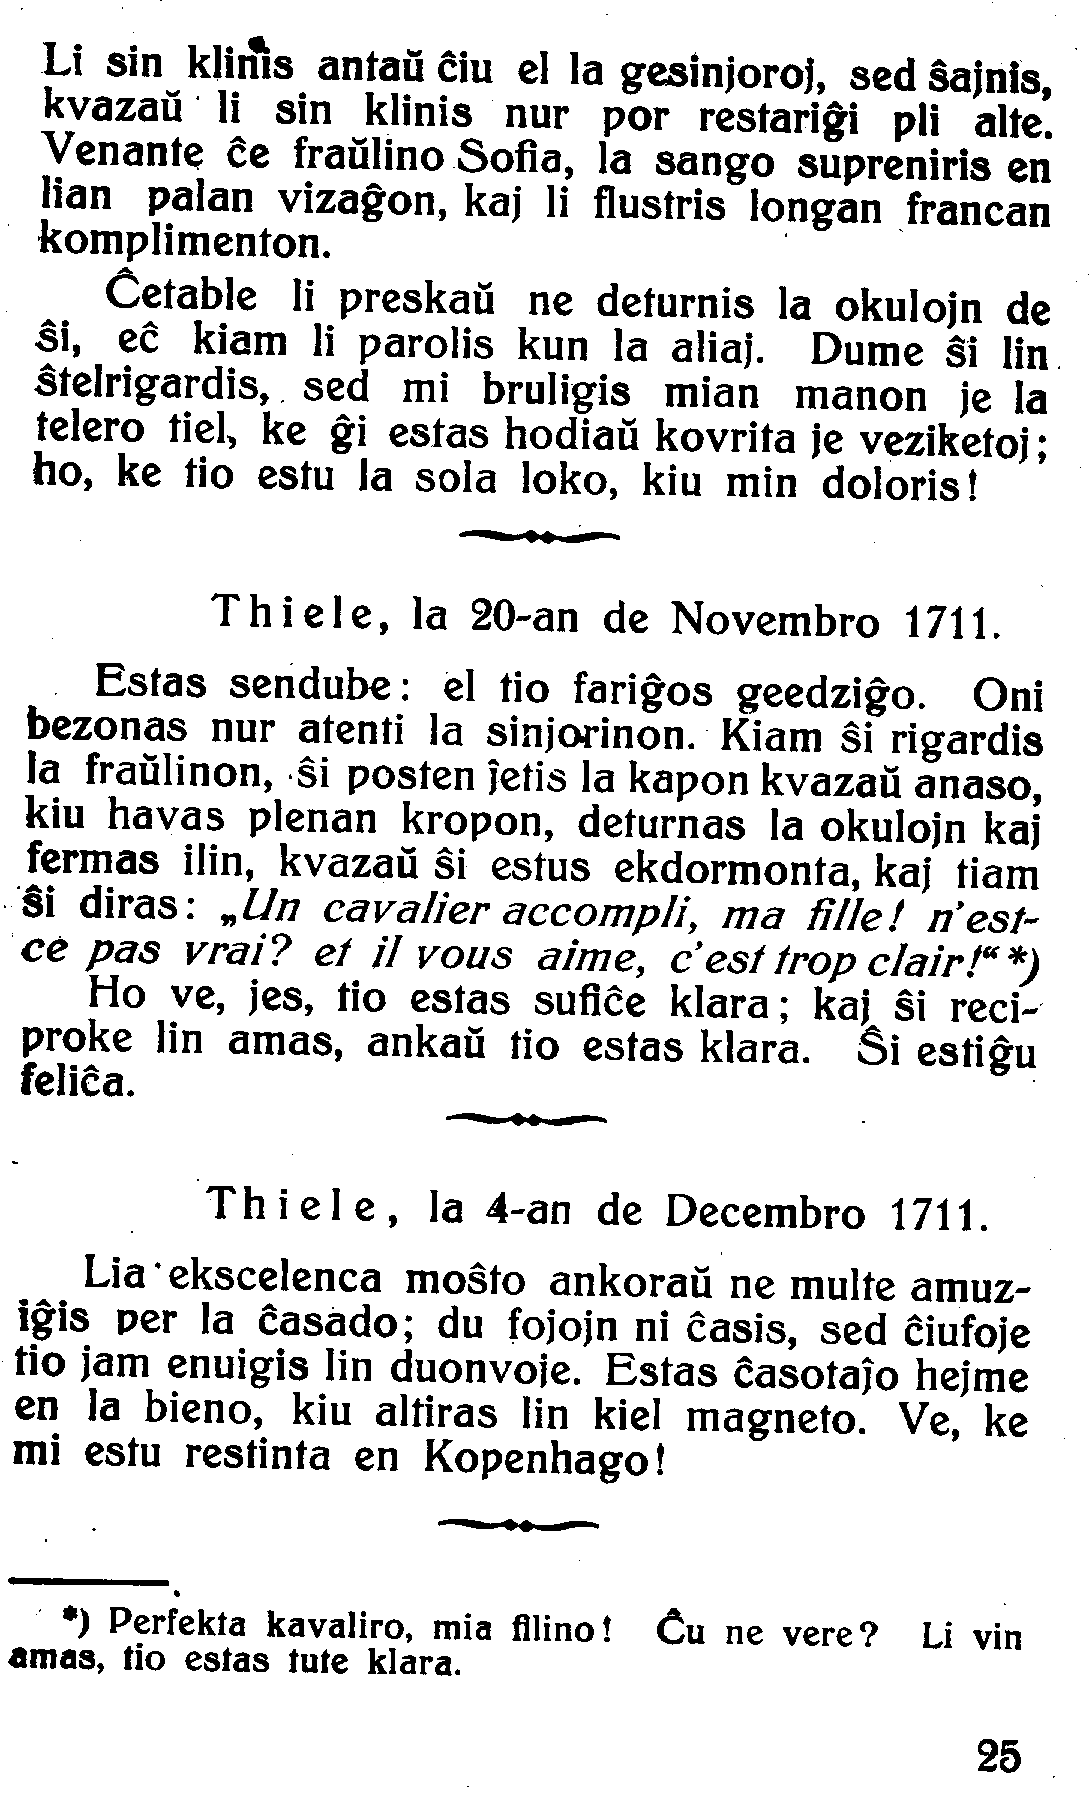 Li sin klinis antaŭ ĉiu el la gesinjoroj, sed ŝajnis,
kvazaŭ li sin klinis nur por restariĝi pli alte.
Venante ĉe fraŭlino Sofia, la sango supreniris en
lian palan vizaĝon, kaj li flustris longan francan
komplimenton.
Ĉetable li preskaŭ ne deturnis la okulojn de
ŝi, eĉ kiam li parolis kun la aliaj. Dume ŝi lin
ŝtelrigardis, sed mi bruligis mian manon je la
telero tiel, ke ĝi estas hodiaŭ kovrita je veziketoj;
ho, ke tio estu la sola loko, kiu min doloris!
Thiele, la 20-an de Novembro 1711.
Estas sendube: el tio fariĝos geedziĝo. Oni
bezonas nur atenti la sinjorinon. Kiam ŝi rigardis
la fraŭlinon, ŝi posten ĵetis la kapon kvazaŭ anaso,
kiu havas plenan kropon, deturnas la okulojn kaj
fermas ilin, kvazaŭ ŝi estus ekdormonta, kaj tiam
ŝi diras: „Un cavalier accompli, ma fille! n'est-
ce pas vrai? et il vous aime, c'est trop clair!“ *)
Ho ve, jes, tio estas sufiĉe klara; kaj ŝi reci-
proke lin amas, ankaŭ tio estas klara. Ŝi estiĝu
feliĉa.
Thiele, la 4-an de Decembro 1711.
Lia ekscelenca moŝto ankoraŭ ne multe amuz-
iĝis per la ĉasado; du fojojn ni ĉasis, sed ĉiufoje
tio jam enuigis lin duonvoje. Estas ĉasotaĵo hejme
en la bieno, kiu altiras lin kiel magneto. Ve, ke
mi estu restinta en Kopenhago!
*) Perfekta kavaliro, mia filino! Ĉu ne vere? Li vin
amas, tio estas tute klara.
25